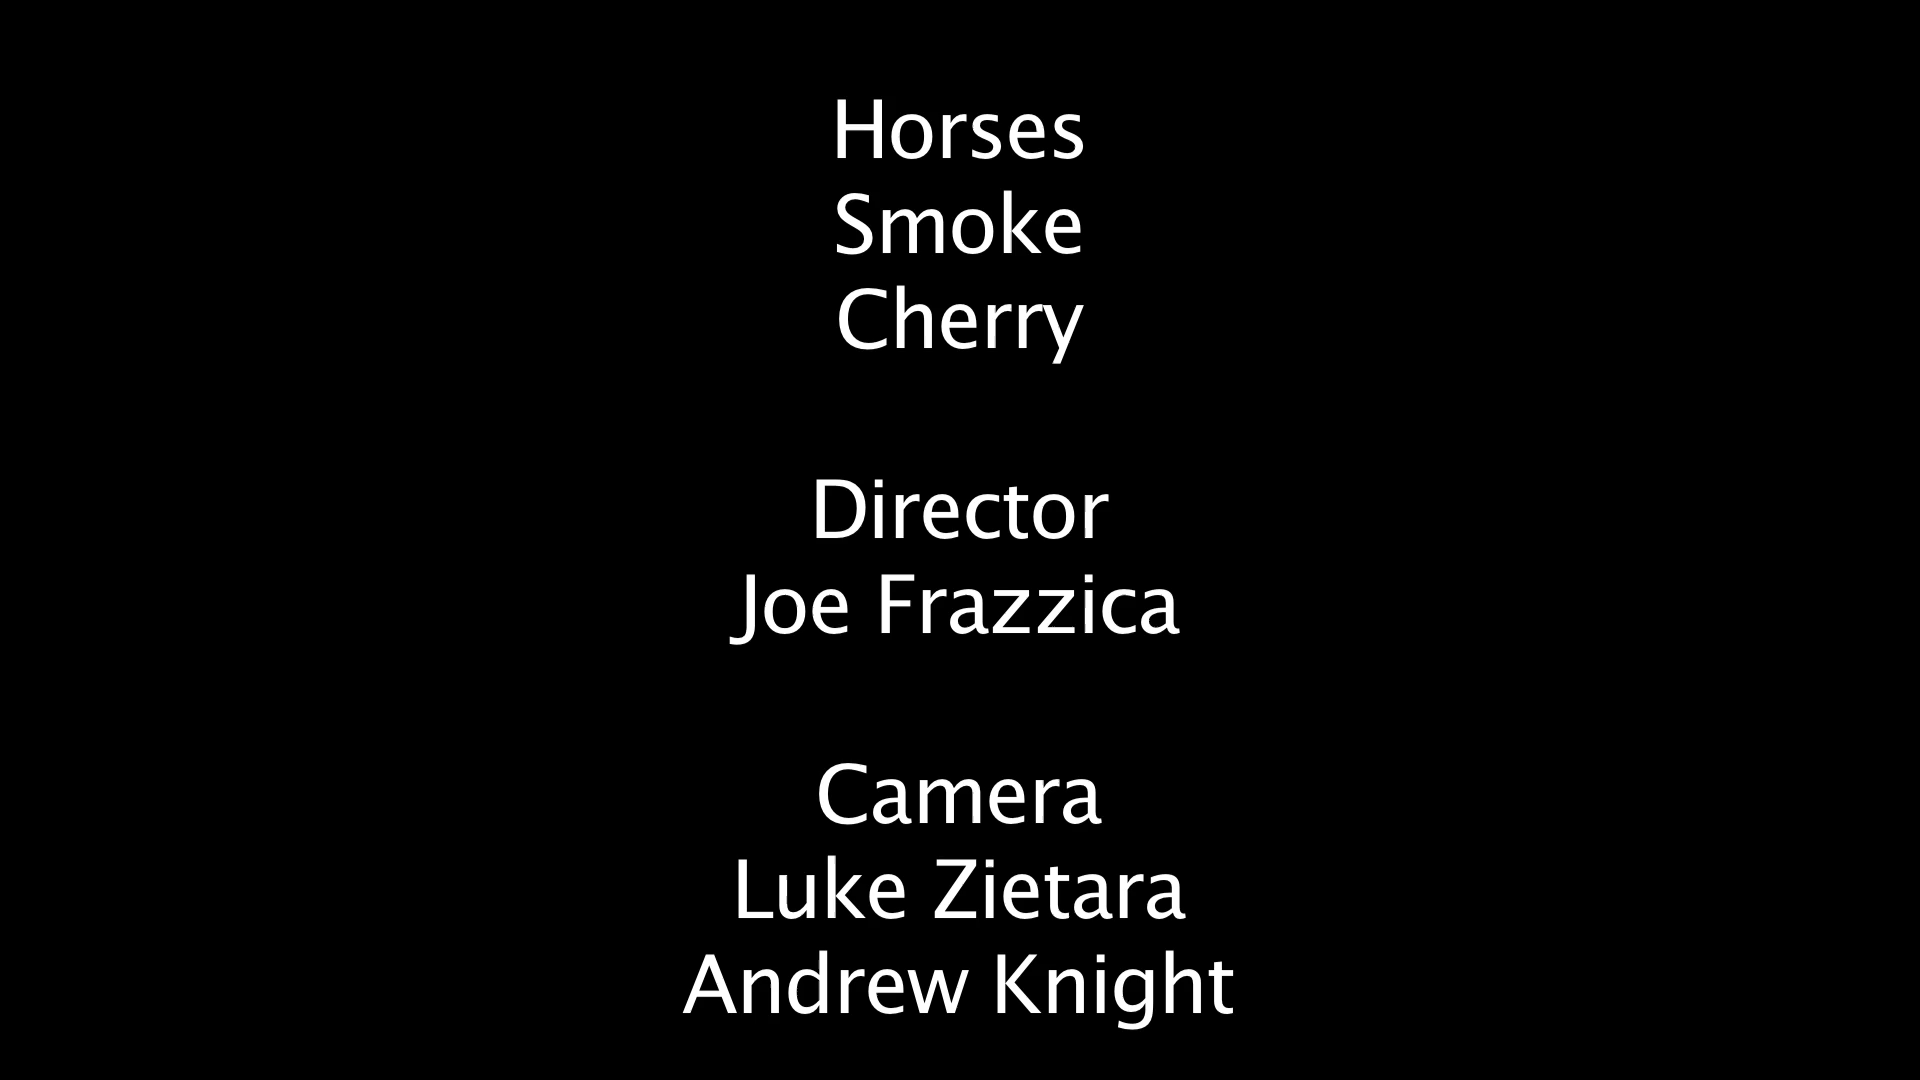 Horses
Smoke
Cherry
Director
Joe Frazzica
Camera
Luke Zietara
Andrew Knight